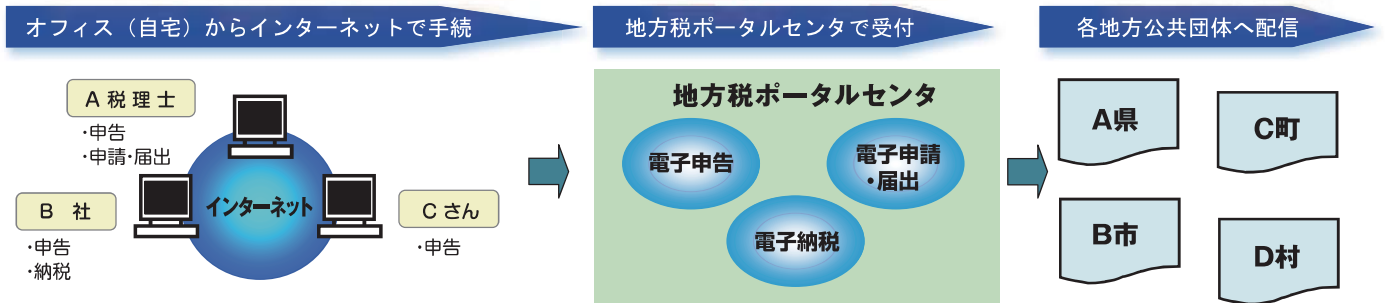 オフィス（自宅）からインターネットで手続
地方税ポータルセンタで受付
各地方公共団体へ配信
A 税 理 士
・申告
・申請・届出
B 社
・申告
・納税
インターネット
C さん
・申告
地方税ポータルセンタ
電子申告
電子申請
・届出
電子納税
A県
C町
B市
D村